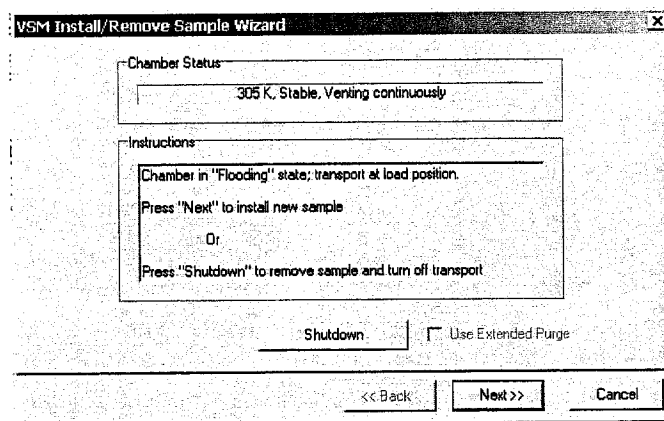 VSM Install/Remove Sample Wizard
Chamber Status
305 K, Stable, Venting continuously
Instructions
Chamber in "Flooding" state; transport at load position.
Press "Next" to install new sample
Or
Press "Shutdown" to remove sample and turn off transport
Shutdown
Use Extended Purge
<< Back
Next >>
Cancel